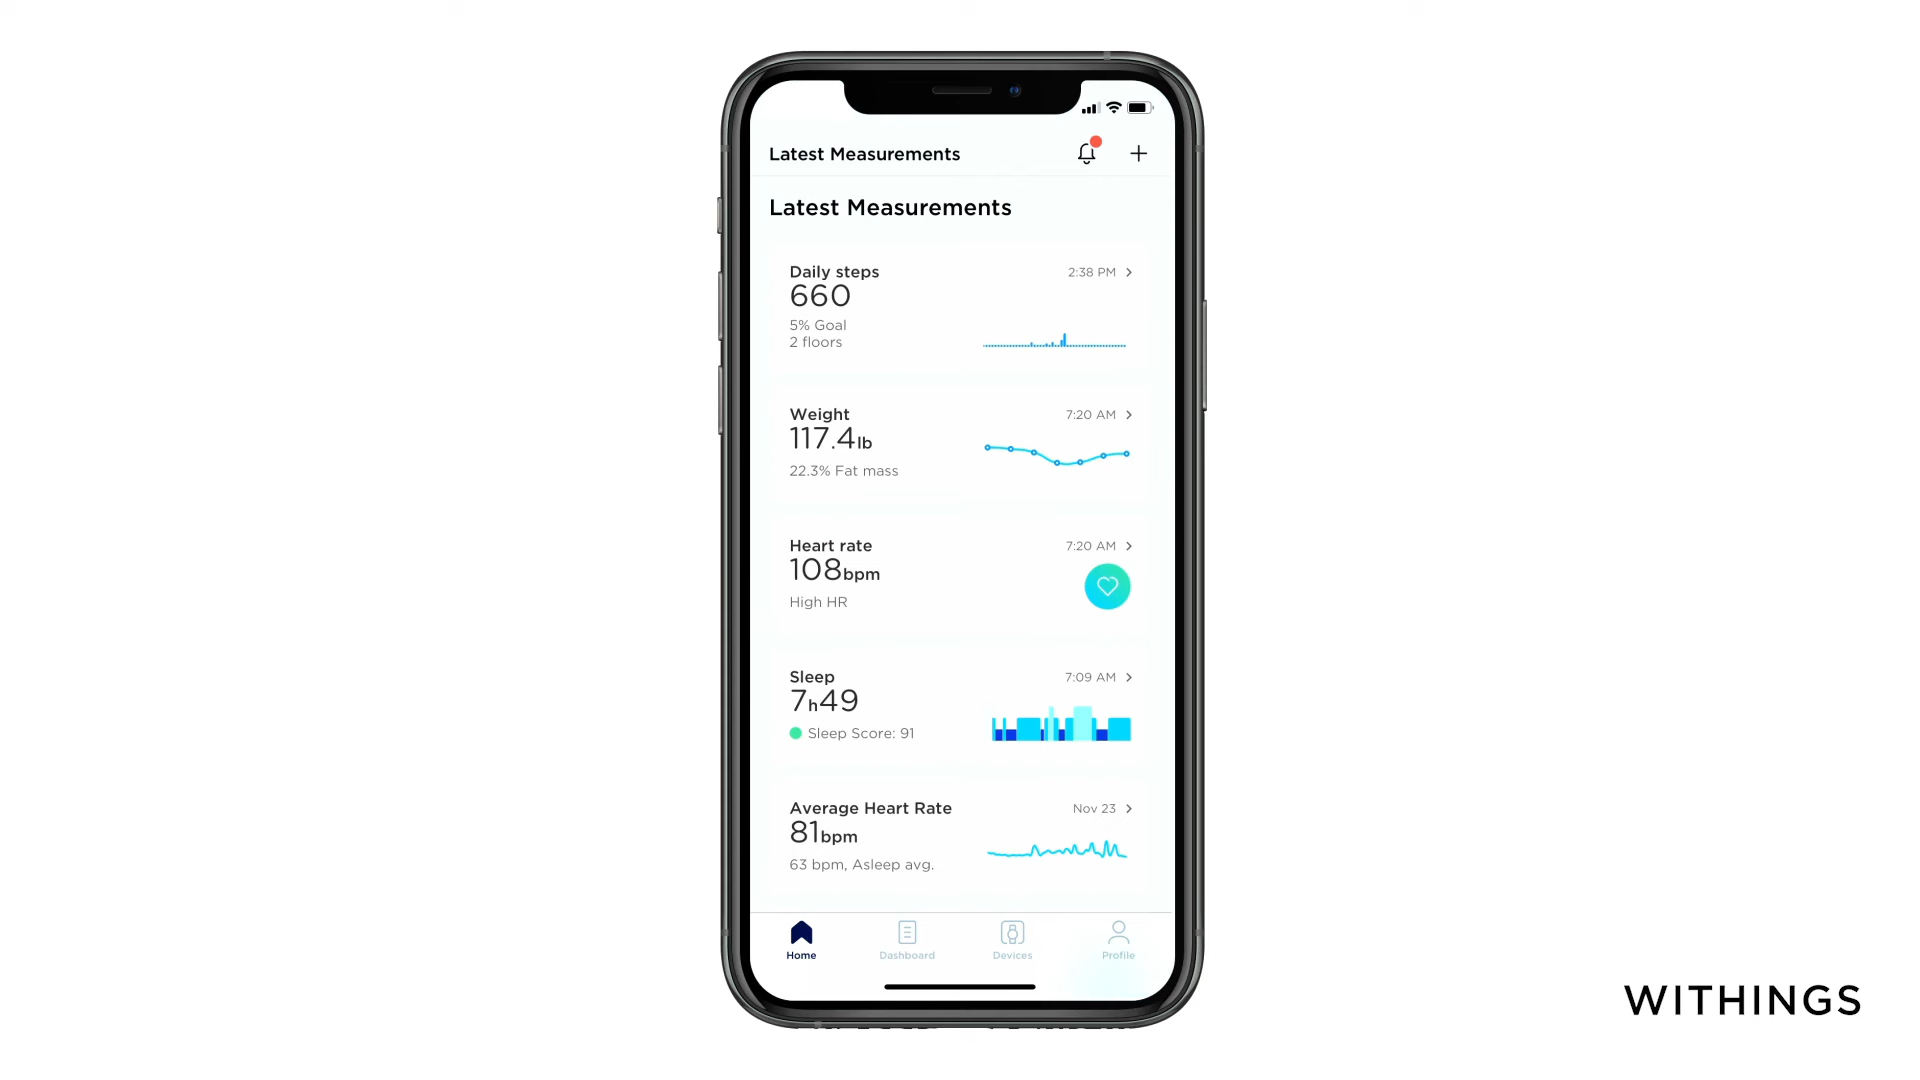 Latest Measurements
Latest Measurements
Daily steps
2:38 PM
660
5% Goal
2 floors
Weight
7:20 AM
117.4lb
22.3% Fat mass
Heart rate
7:20 AM
108bpm
High HR
Sleep
7:09 AM
7h49
Sleep Score: 91
Average Heart Rate
Nov 23
81bpm
63 bpm, Asleep avg.
Home
Dashboard
Devices
Profile
WITHINGS